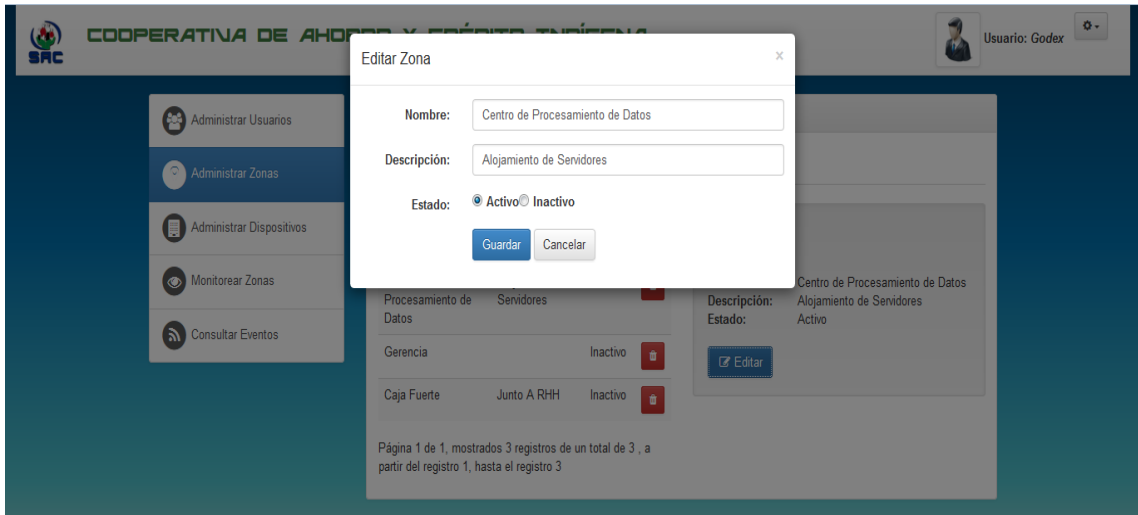 SAC
COOPERATIVA DE AHO
Usuario: Godex
Editar Zona
×
Nombre: Centro de Procesamiento de Datos
Descripción: Alojamiento de Servidores
Estado: Activo Inactivo
Guardar Cancelar
Administrar Usuarios
Administrar Zonas
Administrar Dispositivos
Monitorear Zonas
Consultar Eventos
Procesamiento de Servidores
Datos
Gerencia Inactivo
Caja Fuerte Junto A RHH Inactivo
Página 1 de 1, mostrados 3 registros de un total de 3 , a
partir del registro 1, hasta el registro 3
Centro de Procesamiento de Datos
Descripción: Alojamiento de Servidores
Estado: Activo
Editar